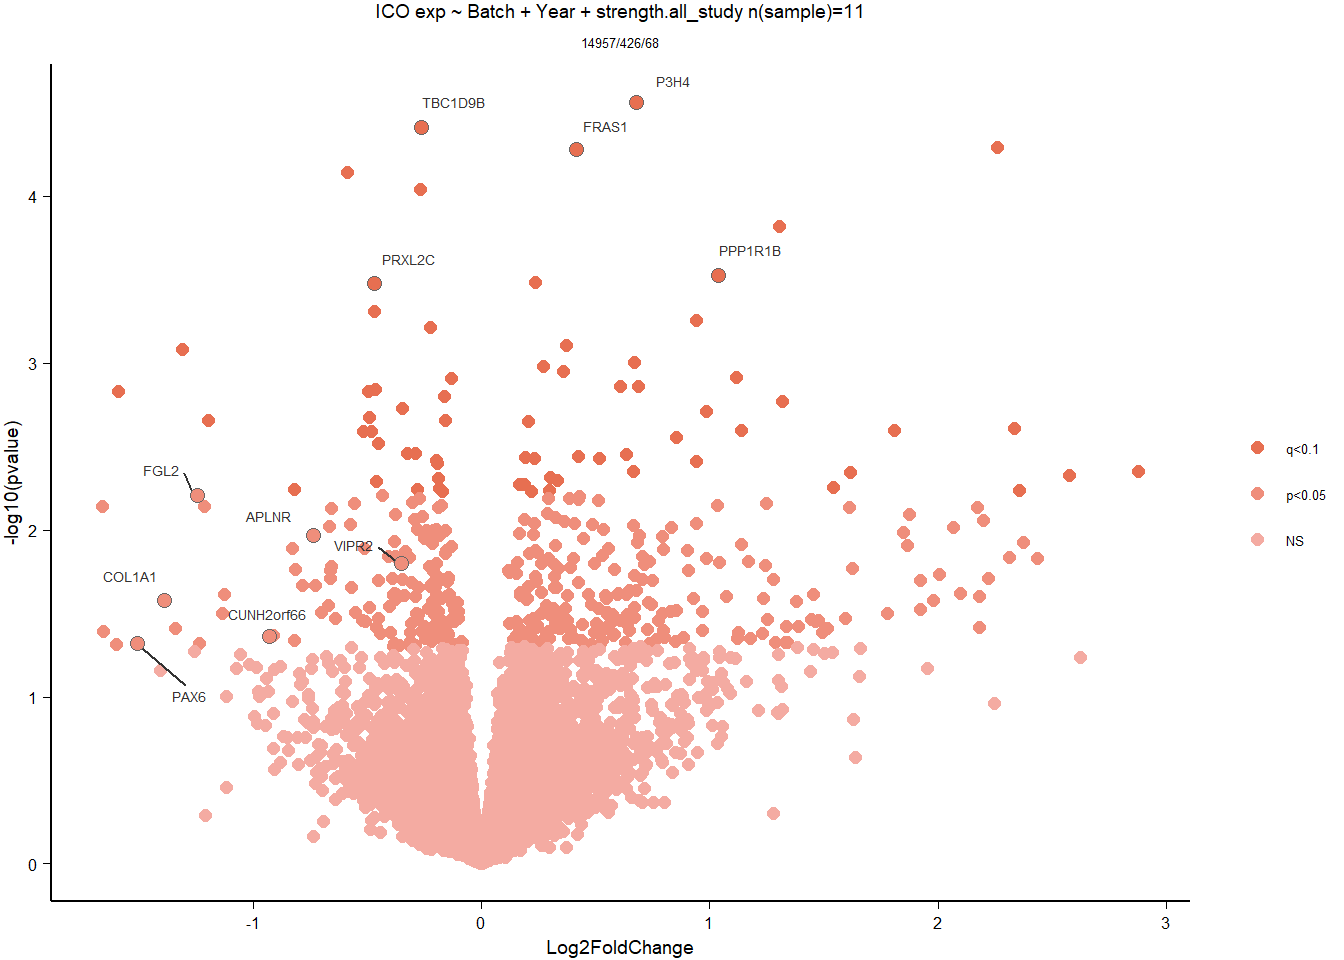 ICO exp ~ Batch + Year + strength.all_study n(sample)=11
14957/426/68
P3H4
TBC1D9B
FRAS1
PPP1R1B
PRXL2C
FGL2
APLNR
VIPR2
COL1A1
CUNH2orf66
PAX6
q<0.1
p<0.05
NS
-log10(pvalue)
4
3
2
1
0
-1
0
1
2
3
Log2FoldChange